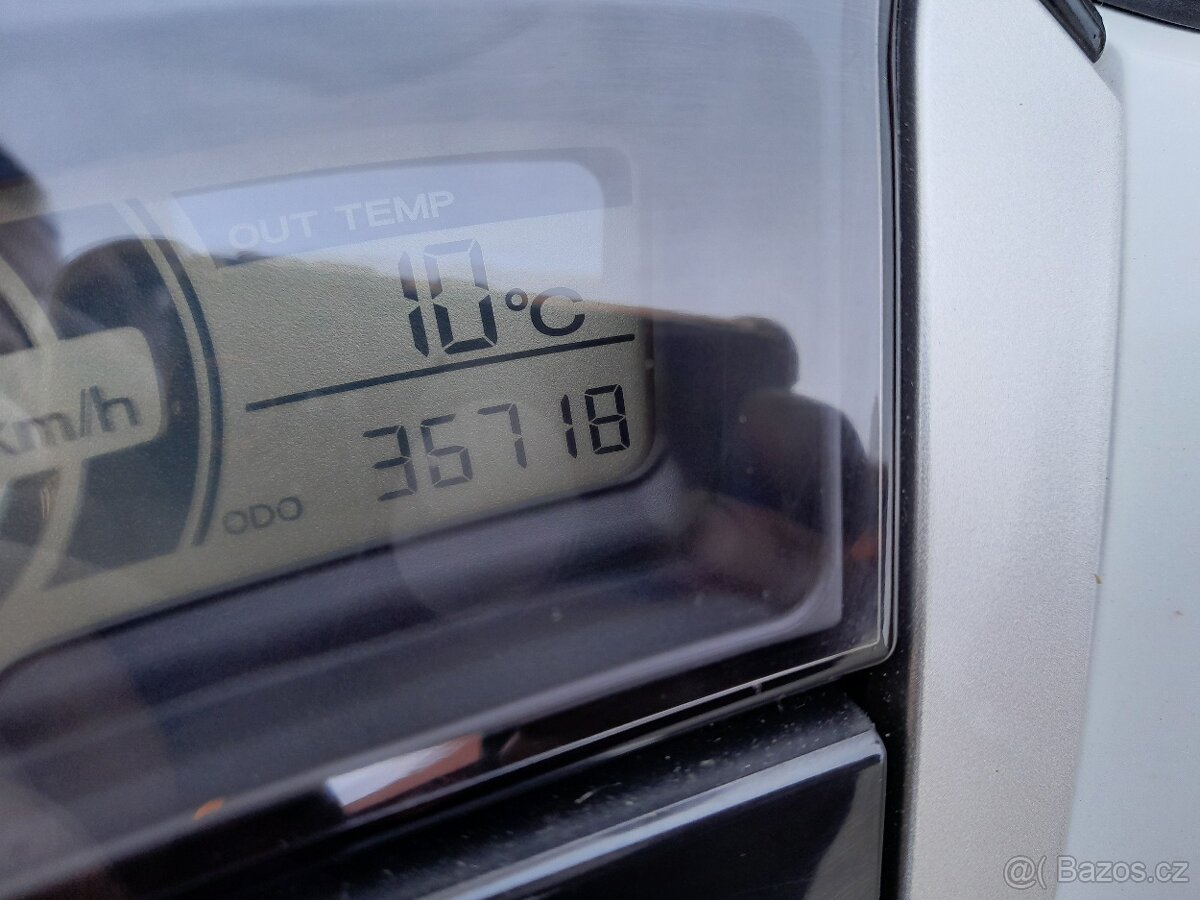 OUT TEMP
10°C
km/h
36718
ODO
@( Bazos.cz